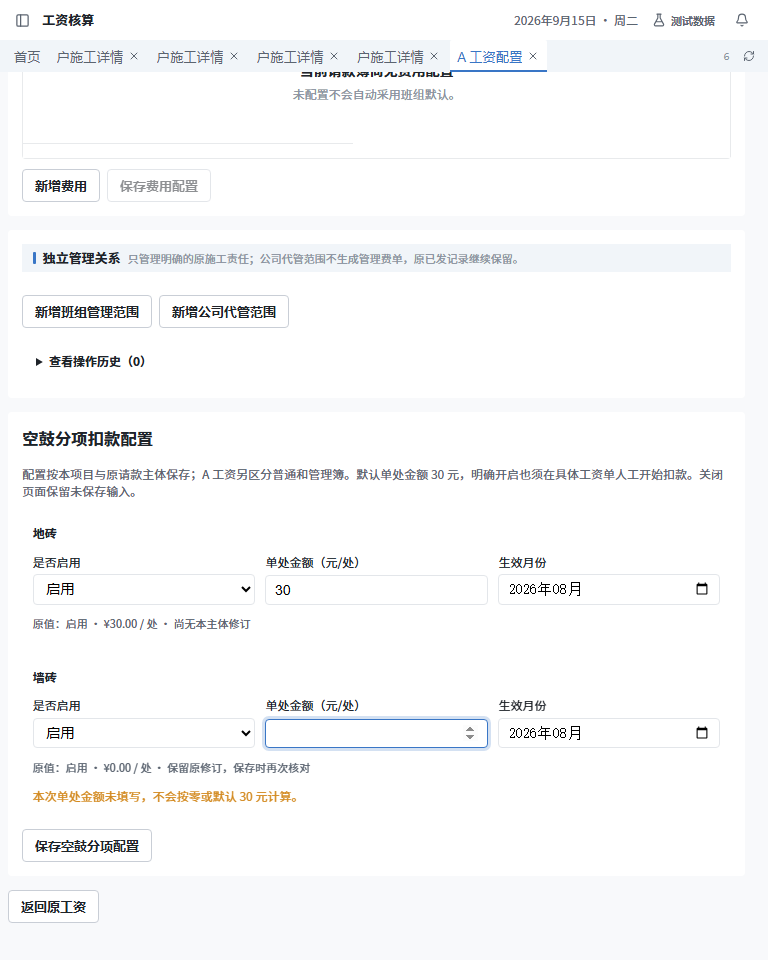 工资核算
2026年9月15日 · 周二 测试数据
首页 户施工详情 × 户施工详情 × 户施工详情 × 户施工详情 × A 工资配置 × 6
当前请款簿尚无费用配置
未配置不会自动采用班组默认。
新增费用 保存费用配置
独立管理关系 只管理明确的原施工责任；公司代管范围不生成管理费单，原已发记录继续保留。
新增班组管理范围 新增公司代管范围
▶ 查看操作历史（0）
空鼓分项扣款配置
配置按本项目与原请款主体保存；A 工资另区分普通和管理簿。默认单处金额 30 元，明确开启也须在具体工资单人工开始扣款。关闭
页面保留未保存输入。
地砖
是否启用 单处金额（元/处） 生效月份
启用 30 2026年08月
原值：启用 · ¥30.00 / 处 · 尚无本主体修订
墙砖
是否启用 单处金额（元/处） 生效月份
启用 2026年08月
原值：启用 · ¥0.00 / 处 · 保留原修订，保存时再次核对
本次单处金额未填写，不会按零或默认 30 元计算。
保存空鼓分项配置
返回原工资